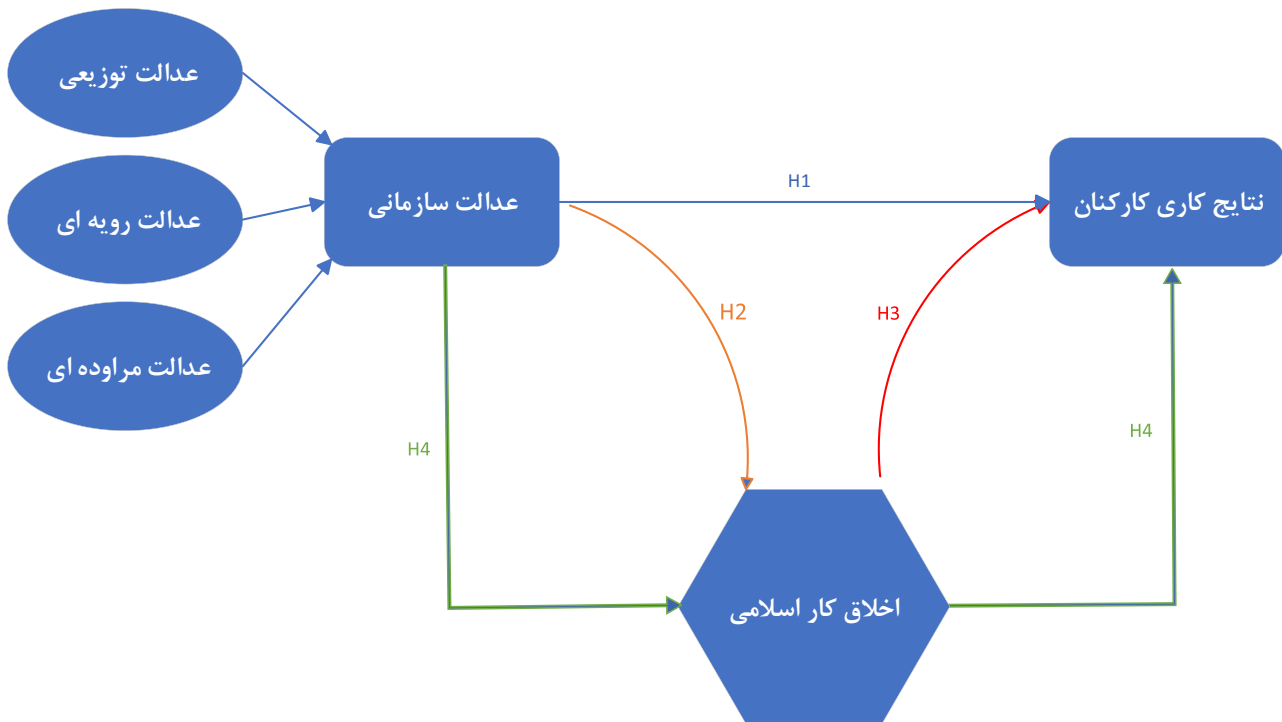 عدالت توزیعی
عدالت رویه ای
عدالت مراوده ای
عدالت سازمانی
H1
نتایج کاری کارکنان
H2
H3
H4
H4
اخلاق کار اسلامی